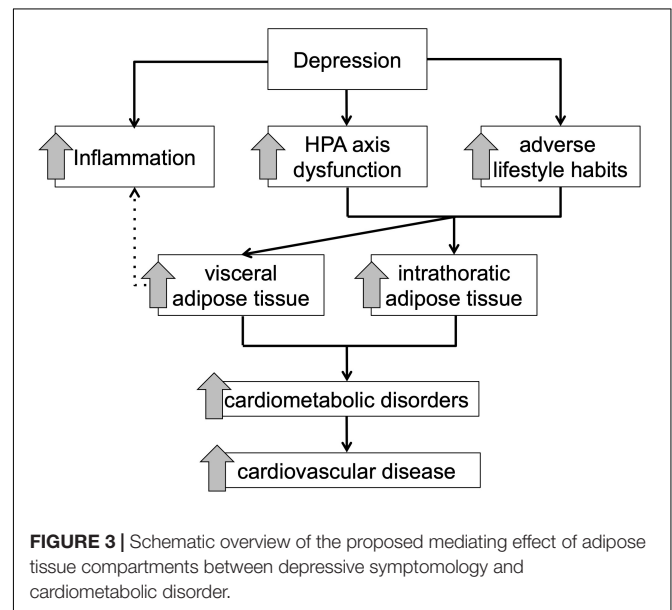 Depression
Inflammation
HPA axis
dysfunction
adverse
lifestyle habits
visceral
adipose tissue
intrathoratic
adipose tissue
cardiometabolic disorders
cardiovascular disease
FIGURE 3 | Schematic overview of the proposed mediating effect of adipose
tissue compartments between depressive symptomology and
cardiometabolic disorder.